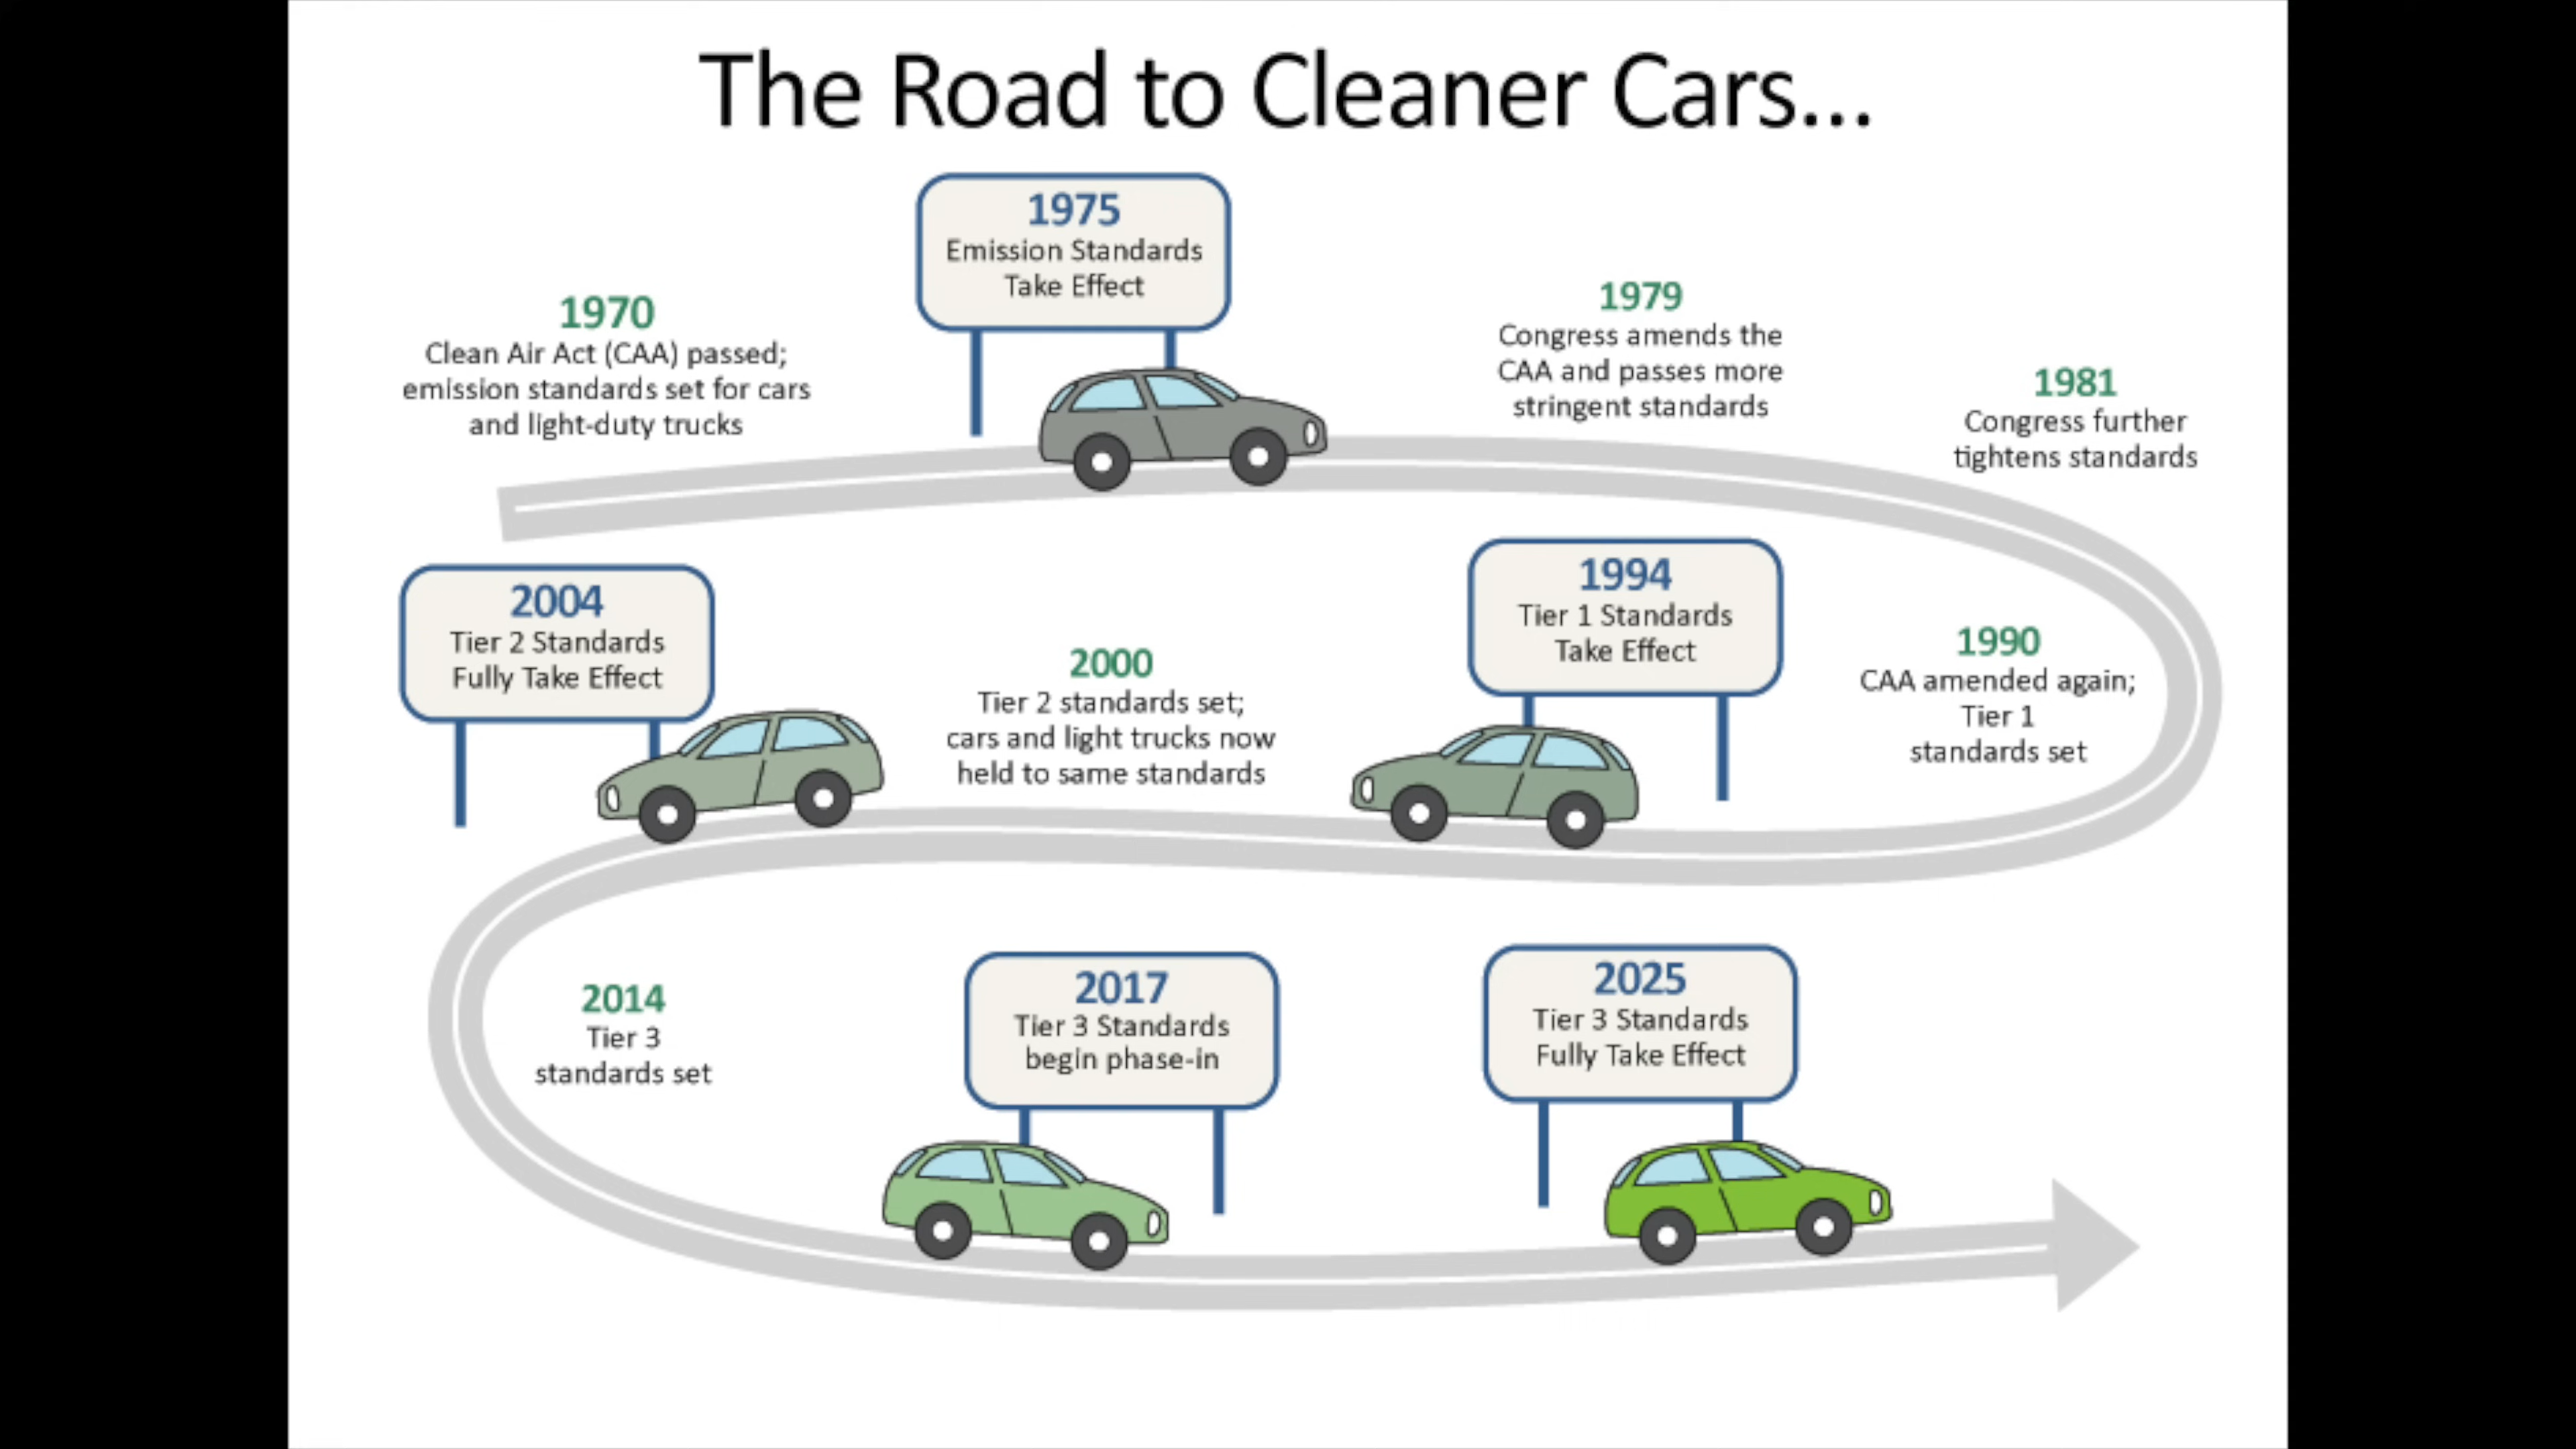 The Road to Cleaner Cars...
1970
Clean Air Act (CAA) passed;
emission standards set for cars
and light-duty trucks
1975
Emission Standards
Take Effect
1979
Congress amends the
CAA and passes more
stringent standards
1981
Congress further
tightens standards
1990
CAA amended again;
Tier 1
standards set
1994
Tier 1 Standards
Take Effect
2000
Tier 2 standards set;
cars and light trucks now
held to same standards
2004
Tier 2 Standards
Fully Take Effect
2014
Tier 3
standards set
2017
Tier 3 Standards
begin phase-in
2025
Tier 3 Standards
Fully Take Effect